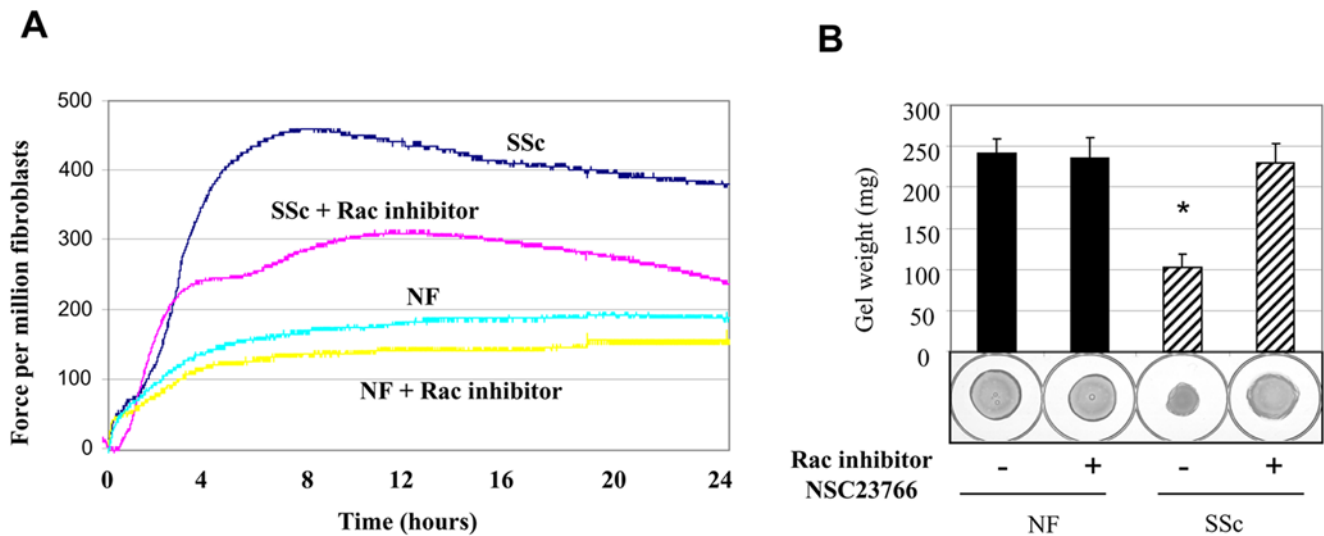 A
500
400
300
200
100
0
Force per million fibroblasts
SSc
SSc + Rac inhibitor
NF
NF + Rac inhibitor
0 4 8 12 16 20 24
Time (hours)
B
300
250
200
150
100
50
0
Gel weight (mg)
*
Rac inhibitor - + - +
NSC23766
NF SSc